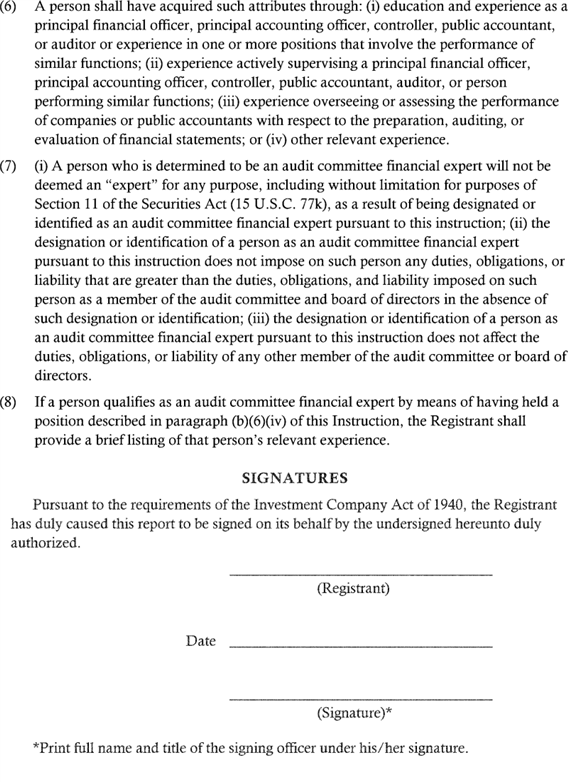 (6) A person shall have acquired such attributes through: (i) education and experience as a
principal financial officer, principal accounting officer, controller, public accountant,
or auditor or experience in one or more positions that involve the performance of
similar functions; (ii) experience actively supervising a principal financial officer,
principal accounting officer, controller, public accountant, auditor, or person
performing similar functions; (iii) experience overseeing or assessing the performance
of companies or public accountants with respect to the preparation, auditing, or
evaluation of financial statements; or (iv) other relevant experience.
(7) (i) A person who is determined to be an audit committee financial expert will not be
deemed an “expert” for any purpose, including without limitation for purposes of
Section 11 of the Securities Act (15 U.S.C. 77k), as a result of being designated or
identified as an audit committee financial expert pursuant to this instruction; (ii) the
designation or identification of a person as an audit committee financial expert
pursuant to this instruction does not impose on such person any duties, obligations, or
liability that are greater than the duties, obligations, and liability imposed on such
person as a member of the audit committee and board of directors in the absence of
such designation or identification; (iii) the designation or identification of a person as
an audit committee financial expert pursuant to this instruction does not affect the
duties, obligations, or liability of any other member of the audit committee or board of
directors.
(8) If a person qualifies as an audit committee financial expert by means of having held a
position described in paragraph (b)(6)(iv) of this Instruction, the Registrant shall
provide a brief listing of that person’s relevant experience.
SIGNATURES
Pursuant to the requirements of the Investment Company Act of 1940, the Registrant
has duly caused this report to be signed on its behalf by the undersigned hereunto duly
authorized.
(Registrant)
Date
(Signature)*
*Print full name and title of the signing officer under his/her signature.